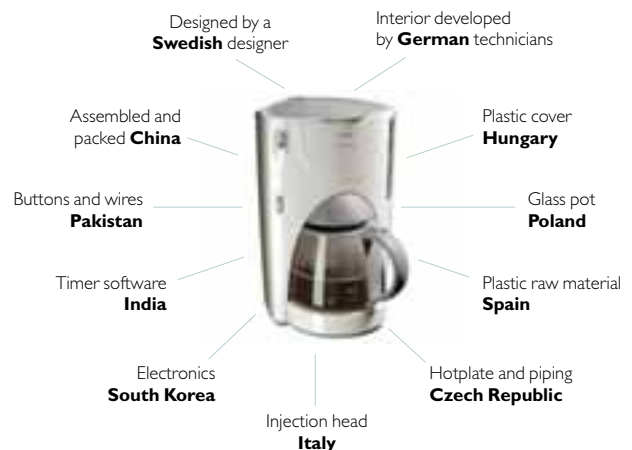 Designed by a
Swedish designer
Interior developed
by German technicians
Assembled and
packed China
Plastic cover
Hungary
Buttons and wires
Pakistan
Glass pot
Poland
Timer software
India
Plastic raw material
Spain
Electronics
South Korea
Hotplate and piping
Czech Republic
Injection head
Italy